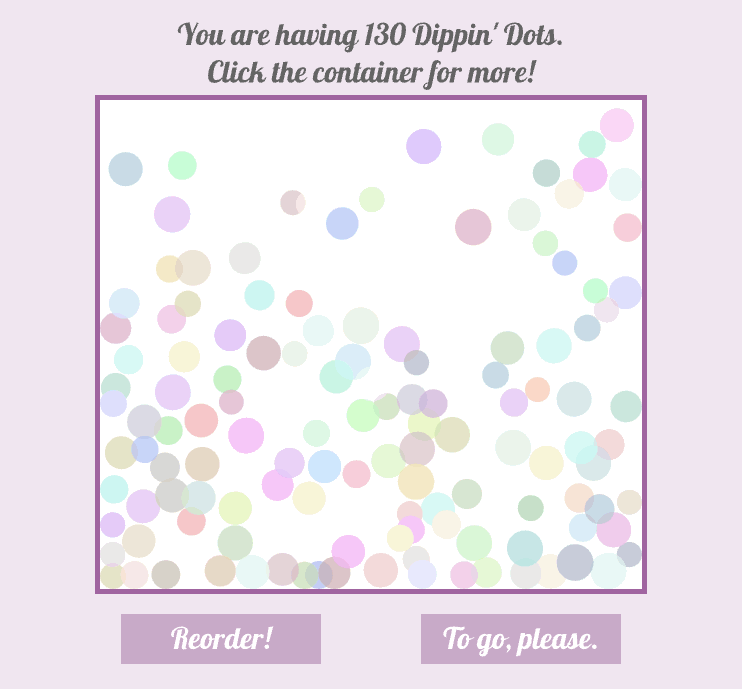 You are having 130 Dippin' Dots.
Click the container for more!
Reorder!
To go, please.